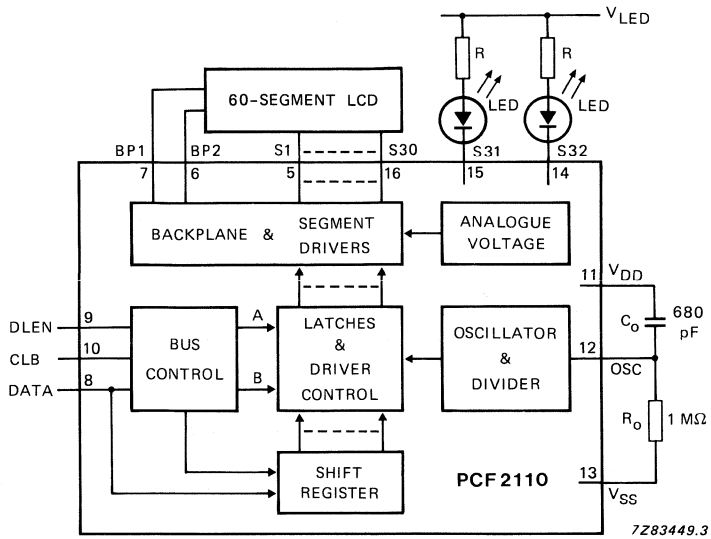 V_LED
R
R
LED
LED
60-SEGMENT LCD
BP1
BP2
S1
S30
S31
S32
7
6
5
16
15
14
BACKPLANE & SEGMENT DRIVERS
ANALOGUE
VOLTAGE
11
V_DD
C_o
680
pF
DLEN
9
CLB
10
DATA
8
BUS
CONTROL
A
B
LATCHES
&
DRIVER
CONTROL
OSCILLATOR
&
DIVIDER
12
OSC
R_o
1 MΩ
SHIFT
REGISTER
PCF2110
13
V_SS
7Z83449.3